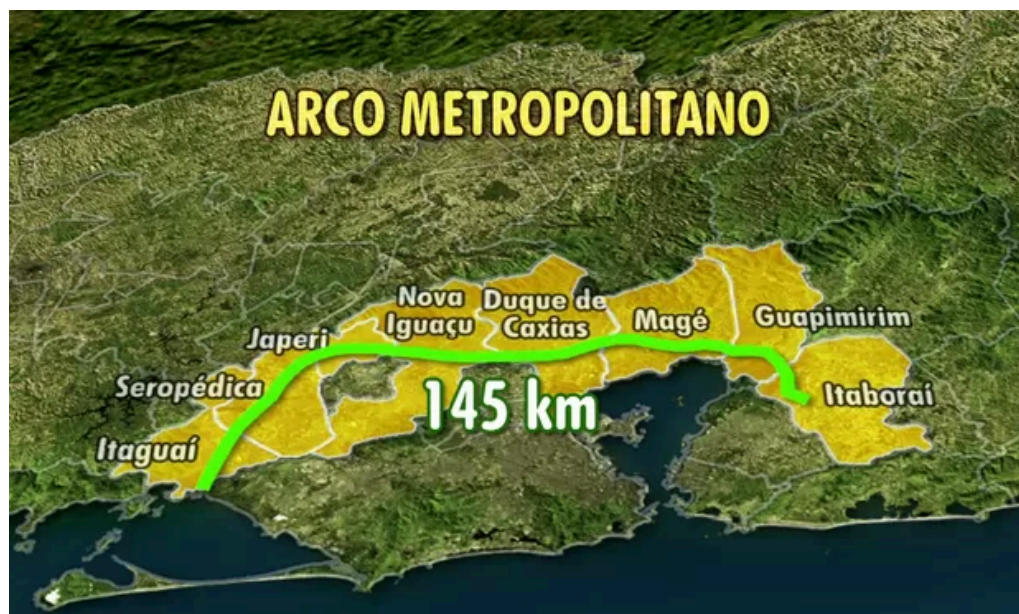 ARCO METROPOLITANO
Nova
Iguaçu
Duque de
Caxias
Magé
Guapimirim
Japeri
Seropédica
145 km
Itaboraí
Itaguaí